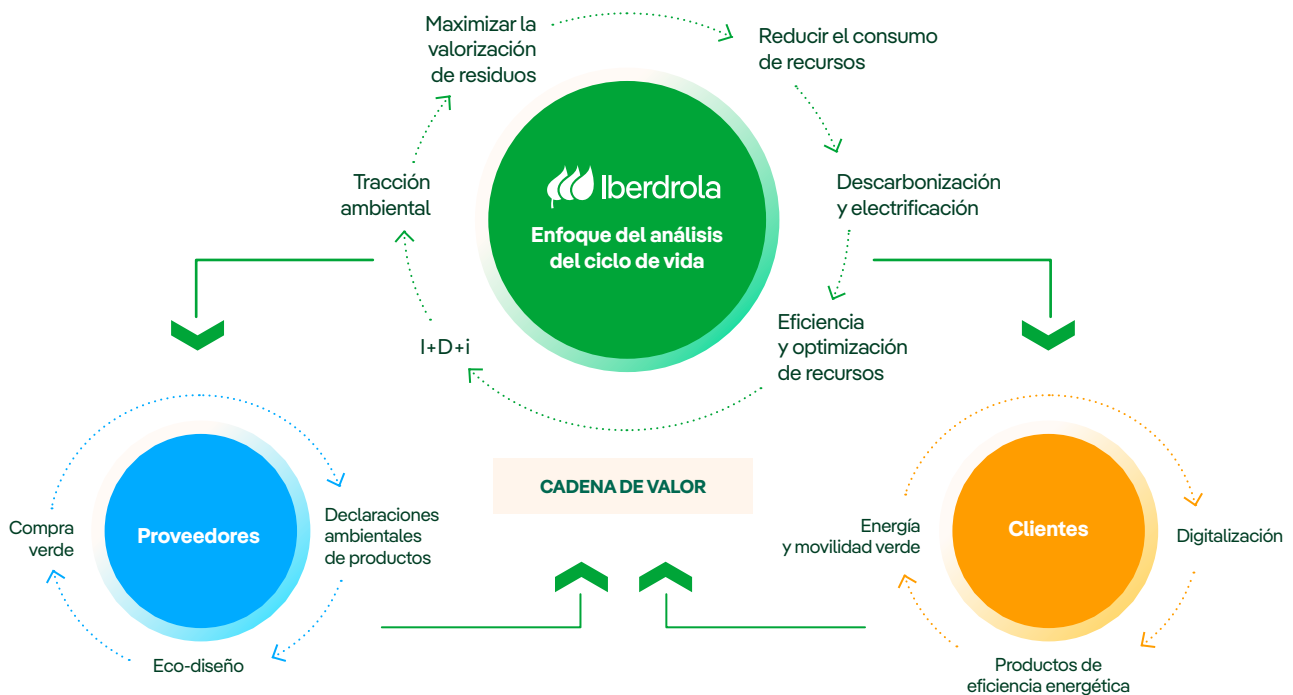 Maximizar la
valorización
de residuos
Reducir el consumo
de recursos
Tracción
ambiental
Iberdrola
Enfoque del análisis
del ciclo de vida
Descarbonización
y electrificación
I+D+i
Eficiencia
y optimización
de recursos
CADENA DE VALOR
Compra
verde
Proveedores
Declaraciones
ambientales
de productos
Eco-diseño
Energía
y movilidad verde
Clientes
Digitalización
Productos de
eficiencia energética